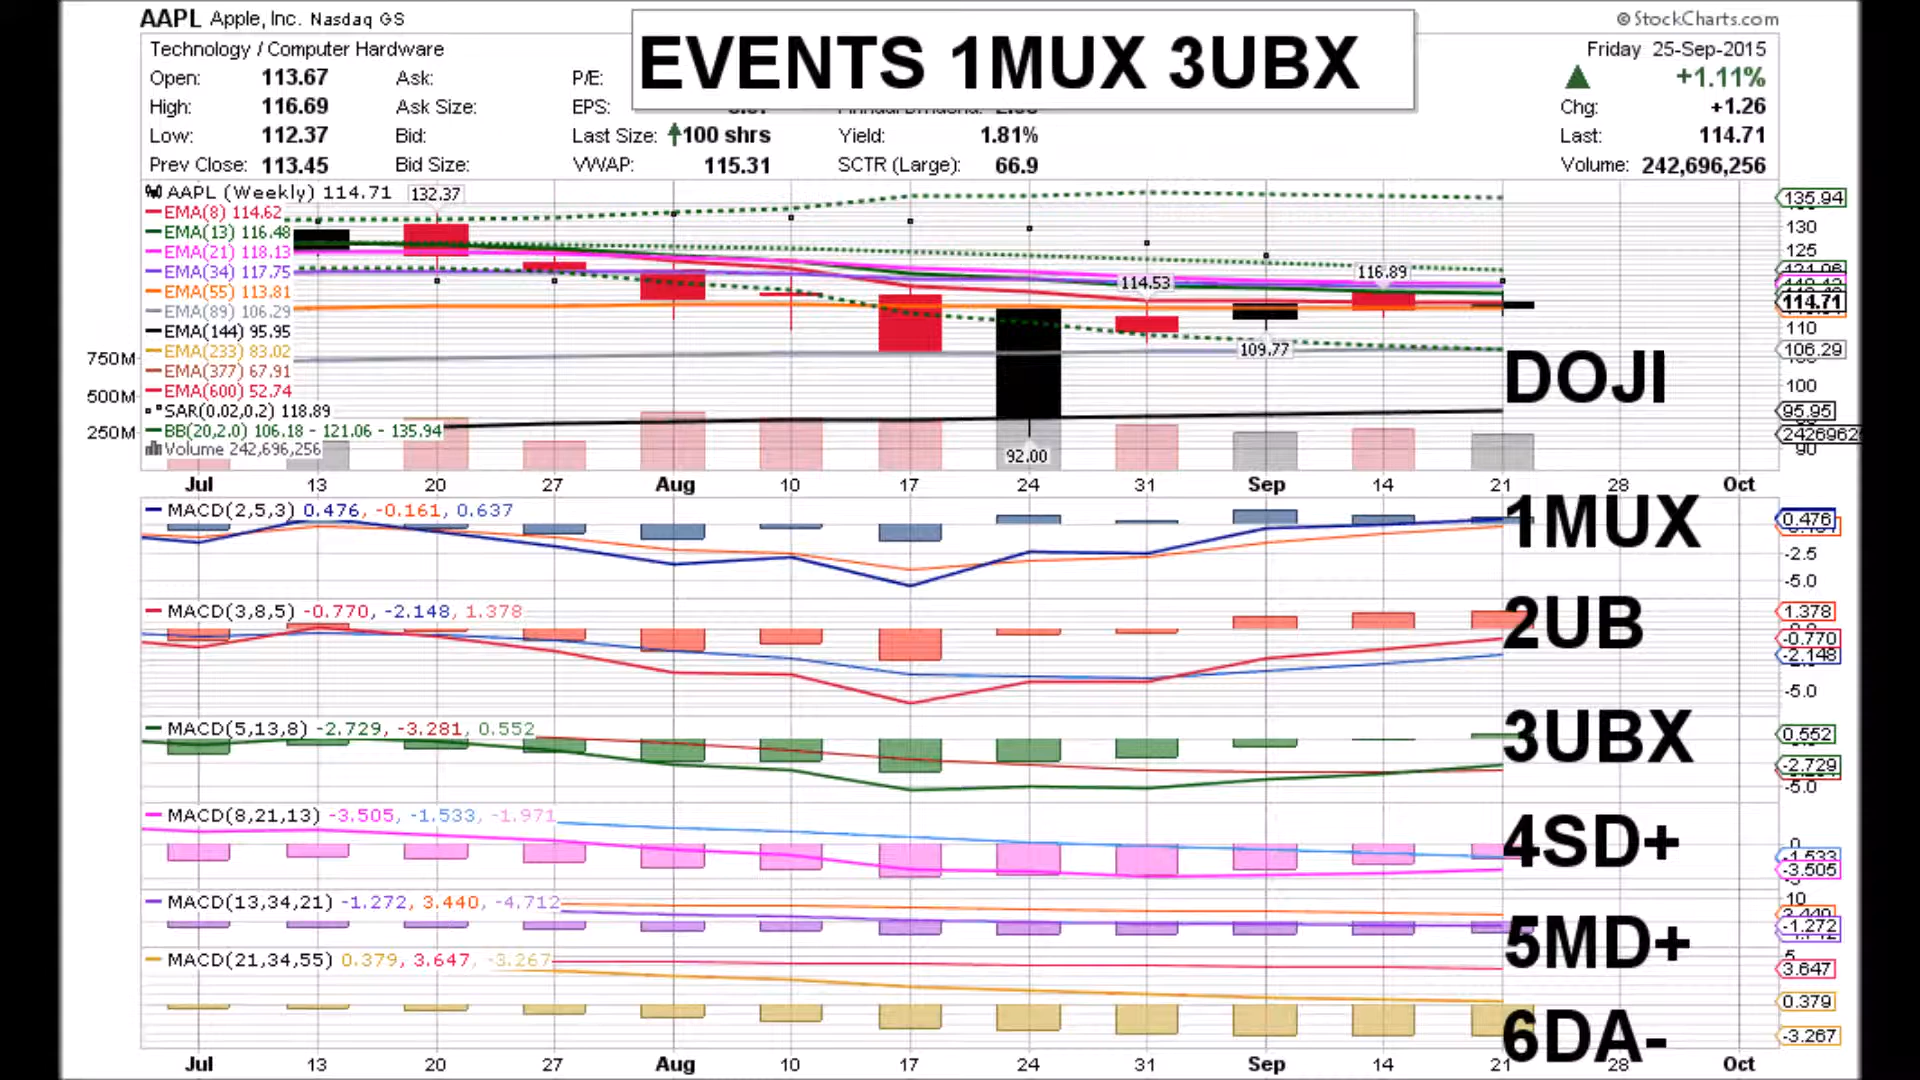 AAPL Apple, Inc. Nasdaq GS
© StockCharts.com
EVENTS 1MUX 3UBX
Technology / Computer Hardware
Friday 25-Sep-2015
Open: 113.67 Ask: P/E: +1.11%
High: 116.69 Ask Size: EPS: Chg: +1.26
Low: 112.37 Bid: Last Size: 100 shrs Yield: 1.81% Last: 114.71
Prev Close: 113.45 Bid Size: VWAP: 115.31 SCTR (Large): 66.9 Volume: 242,696,256
AAPL (Weekly) 114.71 132.37
EMA(8) 114.62
EMA(13) 116.48
EMA(21) 118.13
EMA(34) 117.75
EMA(55) 113.81
EMA(89) 106.29
EMA(144) 95.95
EMA(233) 83.02
EMA(377) 67.91
EMA(600) 52.74
SAR(0.02,0.2) 118.89
BB(20,2.0) 106.18 - 121.06 - 135.94
Volume 242,696,256
750M
500M
250M
114.53
116.89
109.77
92.00
135.94
130
125
121.06
114.71
110
106.29
100
95.95
90
DOJI
Jul 13 20 27 Aug 10 17 24 31 Sep 14 21 28 Oct
MACD(2,5,3) 0.476, -0.161, 0.637
1MUX
0.476
-2.5
-5.0
MACD(3,8,5) -0.770, -2.148, 1.378
2UB
1.378
-0.770
-2.148
-5.0
MACD(5,13,8) -2.729, -3.281, 0.552
3UBX
0.552
-2.729
-5.0
MACD(8,21,13) -3.505, -1.533, -1.971
4SD+
0
-1.533
-3.505
MACD(13,34,21) -1.272, 3.440, -4.712
5MD+
10
3.440
-1.272
MACD(21,34,55) 0.379, 3.647, -3.267
6DA-
5
3.647
0.379
-3.267
Jul 13 20 27 Aug 10 17 24 31 Sep 14 21 28 Oct